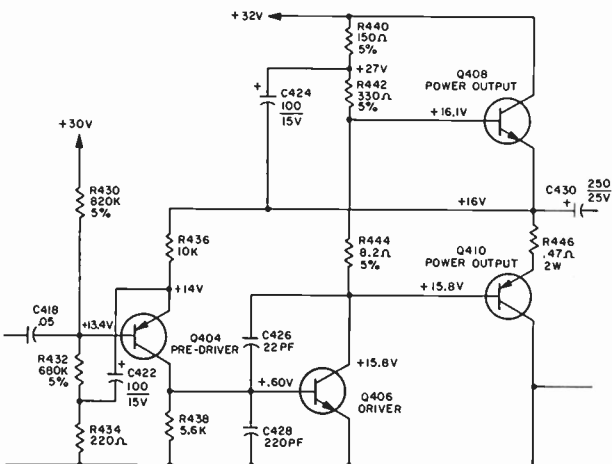 +32V
R440
150Ω
5%
+27V
R442
330Ω
5%
Q408
POWER OUTPUT
C424
+
100
15V
+16.1V
+30V
R430
820K
5%
C430
250
25V
+
+16V
R436
10K
R444
8.2Ω
5%
Q410
POWER OUTPUT
R446
.47Ω
2W
+14V
+15.8V
C418
.05
+13.4V
Q404
PRE-DRIVER
C426
22PF
R432
680K
5%
+
C422
100
15V
+15.8V
+.60V
Q406
DRIVER
R438
5.6K
C428
220PF
R434
220Ω